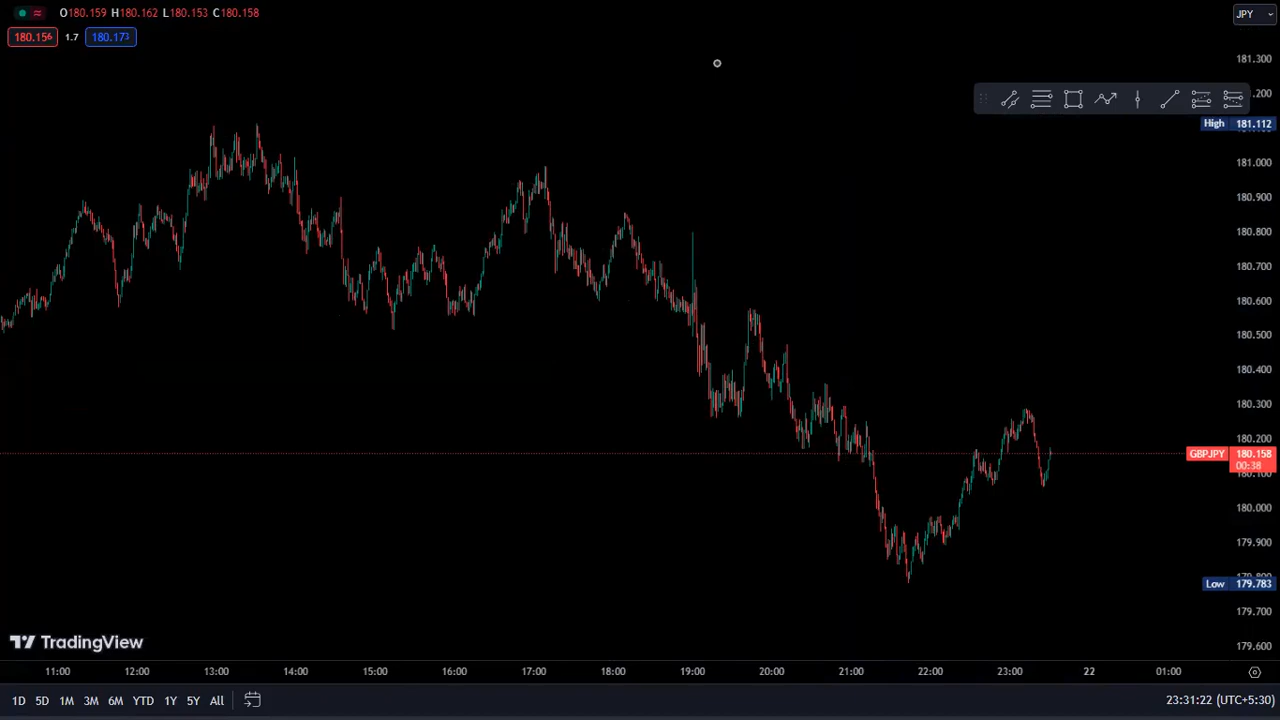 O180.159 H180.162 L180.153 C180.158
180.156 1.7 180.173
JPY
181.300
.200
High 181.112
181.000
180.900
180.800
180.700
180.600
180.500
180.400
180.300
180.200
GBPJPY 180.158
00:38
180.100
180.000
179.900
179.800
Low 179.783
179.700
179.600
TradingView
11:00 12:00 13:00 14:00 15:00 16:00 17:00 18:00 19:00 20:00 21:00 22:00 23:00 22 01:00
1D 5D 1M 3M 6M YTD 1Y 5Y All
23:31:22 (UTC+5:30)